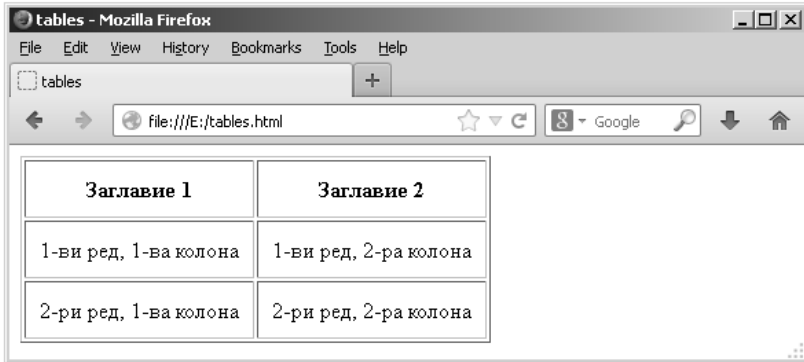 tables - Mozilla Firefox
File Edit View History Bookmarks Tools Help
tables
file:///E:/tables.html Google
Заглавие 1 Заглавие 2
1-ви ред, 1-ва колона 1-ви ред, 2-ра колона
2-ри ред, 1-ва колона 2-ри ред, 2-ра колона